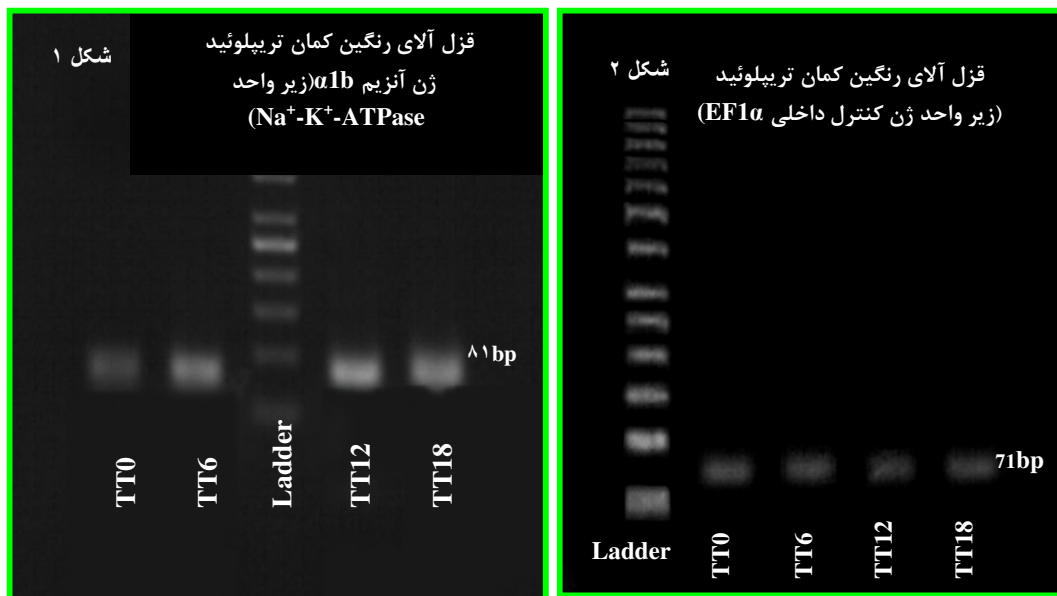 شکل ۱
قزل آلای رنگین کمان تریپلوئید
ژن آنزیم α1b(زیر واحد
(Na⁺-K⁺-ATPase
۸۱bp
TT0
TT6
Ladder
TT12
TT18
شکل ۲
قزل آلای رنگین کمان تریپلوئید
(زیر واحد ژن کنترل داخلی EF1α)
71bp
Ladder
TT0
TT6
TT12
TT18